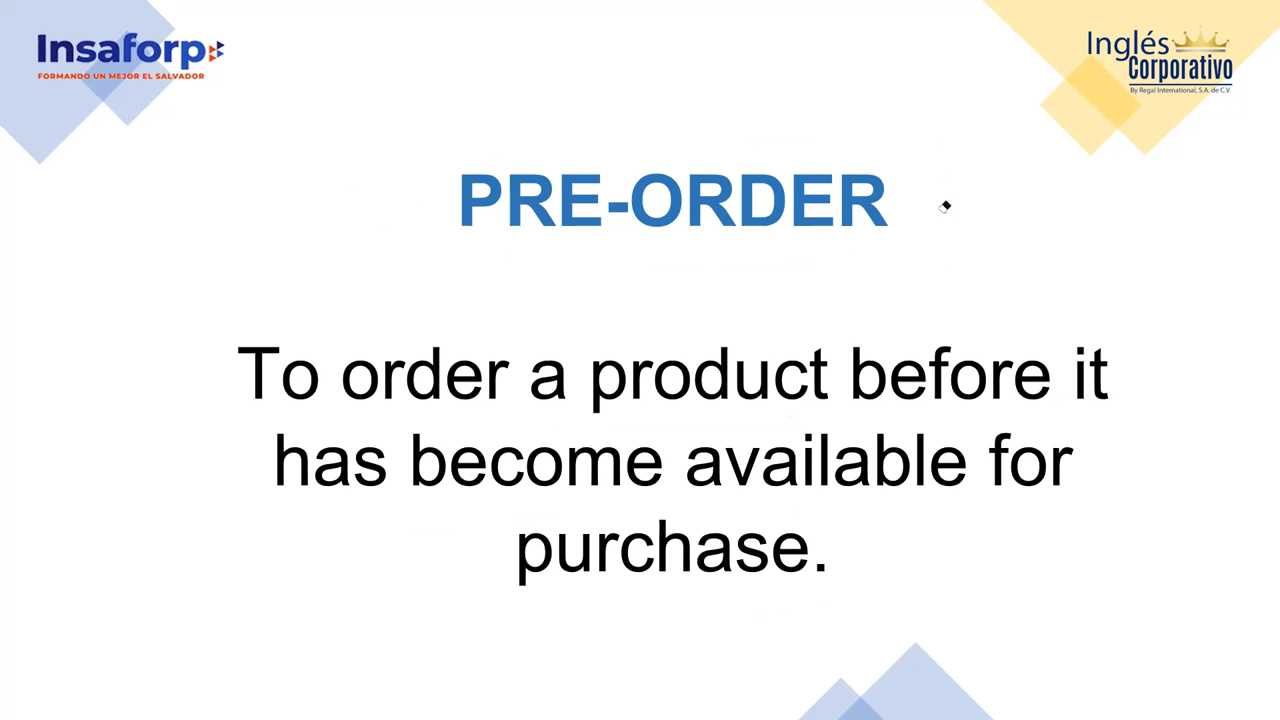 Insaforp
FORMANDO UN MEJOR EL SALVADOR
Inglés
Corporativo
By Regal International, S.A. de C.V.
PRE-ORDER
To order a product before it
has become available for
purchase.